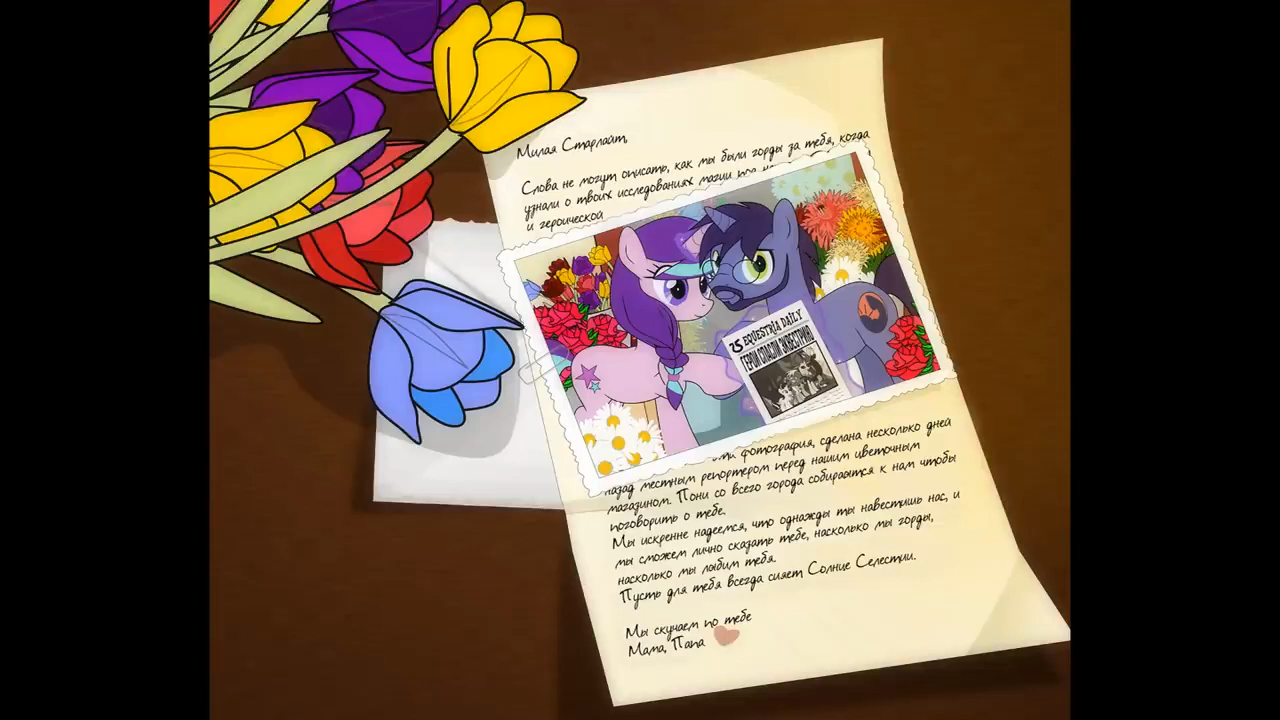 Милая Старлайт,
Слова не могут описать, как мы были горды за тебя, когда
узнали о твоих исследованиях магии
и героической
EQUESTRIA DAILY
ГЕРОИ СПАСЛИ ЭКВЕСТРИЮ
фотография, сделана несколько дней
назад местным репортером перед нашим цветочным
магазином. Пони со всего города собираются к нам чтобы
поговорить о тебе.
Мы искренне надеемся, что однажды ты навестишь нас, и
мы сможем лично сказать тебе, насколько мы горды,
насколько мы любим тебя.
Пусть для тебя всегда сияет Солнце Селестии.
Мы скучаем по тебе
Мама, Папа